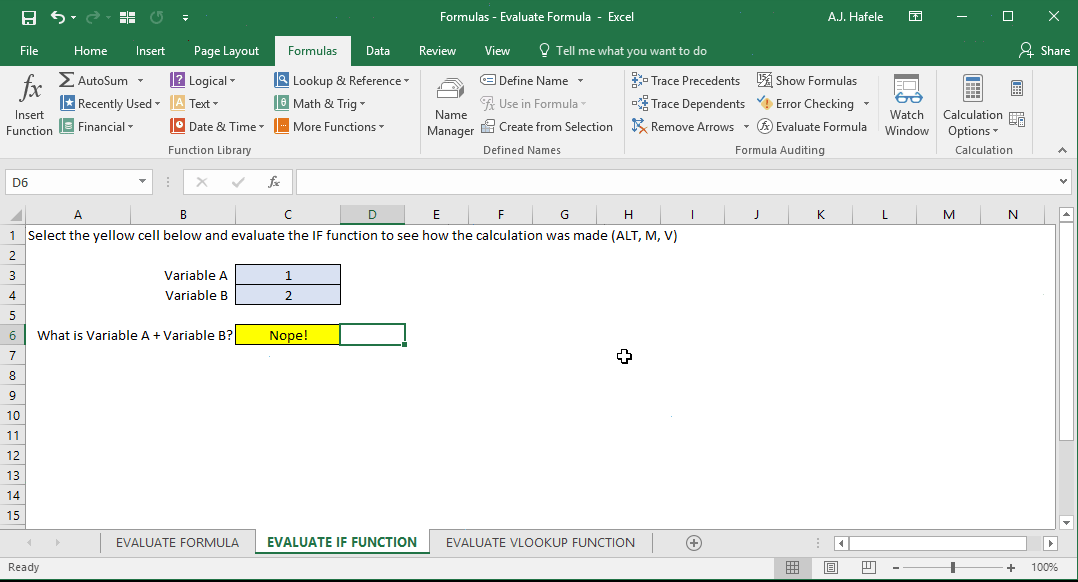 Formulas - Evaluate Formula - Excel
A.J. Hafele
File Home Insert Page Layout Formulas Data Review View Tell me what you want to do Share
fx Insert Function
AutoSum
Recently Used
Financial
Logical
Text
Date & Time
Lookup & Reference
Math & Trig
More Functions
Function Library
Name Manager
Define Name
Use in Formula
Create from Selection
Defined Names
Trace Precedents
Trace Dependents
Remove Arrows
Show Formulas
Error Checking
Evaluate Formula
Formula Auditing
Watch Window
Calculation Options
Calculation
D6
fx
A B C D E F G H I J K L M N
1 Select the yellow cell below and evaluate the IF function to see how the calculation was made (ALT, M, V)
2
3 Variable A 1
4 Variable B 2
5
6 What is Variable A + Variable B? Nope!
7
8
9
10
11
12
13
14
15
EVALUATE FORMULA EVALUATE IF FUNCTION EVALUATE VLOOKUP FUNCTION
Ready
100%